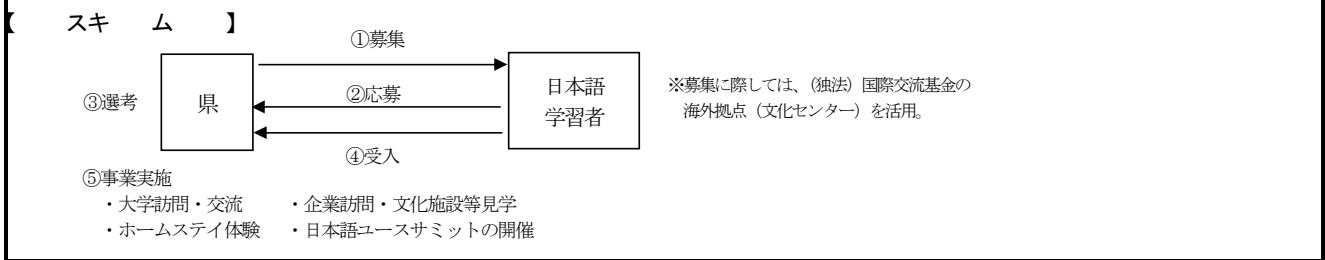 【　スキーム　】
①募集
③選考
県
②応募
日本語
学習者
※募集に際しては、(独法) 国際交流基金の
海外拠点（文化センター）を活用。
④受入
⑤事業実施
・大学訪問・交流　・企業訪問・文化施設等見学
・ホームステイ体験　・日本語ユースサミットの開催